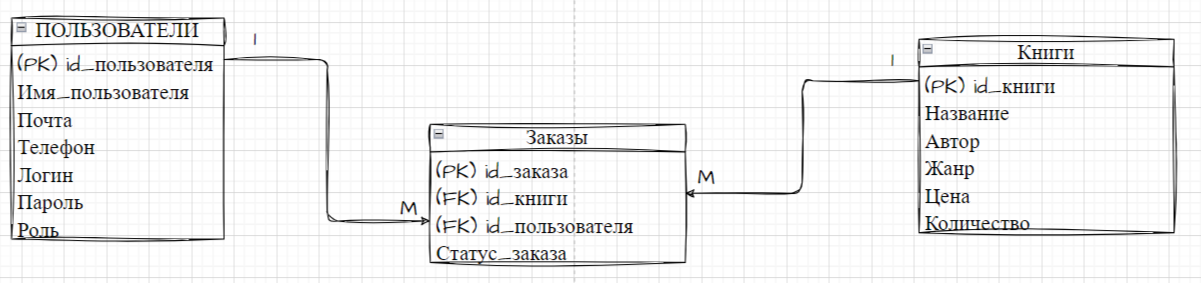 ПОЛЬЗОВАТЕЛИ
(PK) id_пользователя
Имя_пользователя
Почта
Телефон
Логин
Пароль
Роль
1
M
Заказы
(PK) id_заказа
(FK) id_книги
(FK) id_пользователя
Статус_заказа
M
1
Книги
(PK) id_книги
Название
Автор
Жанр
Цена
Количество